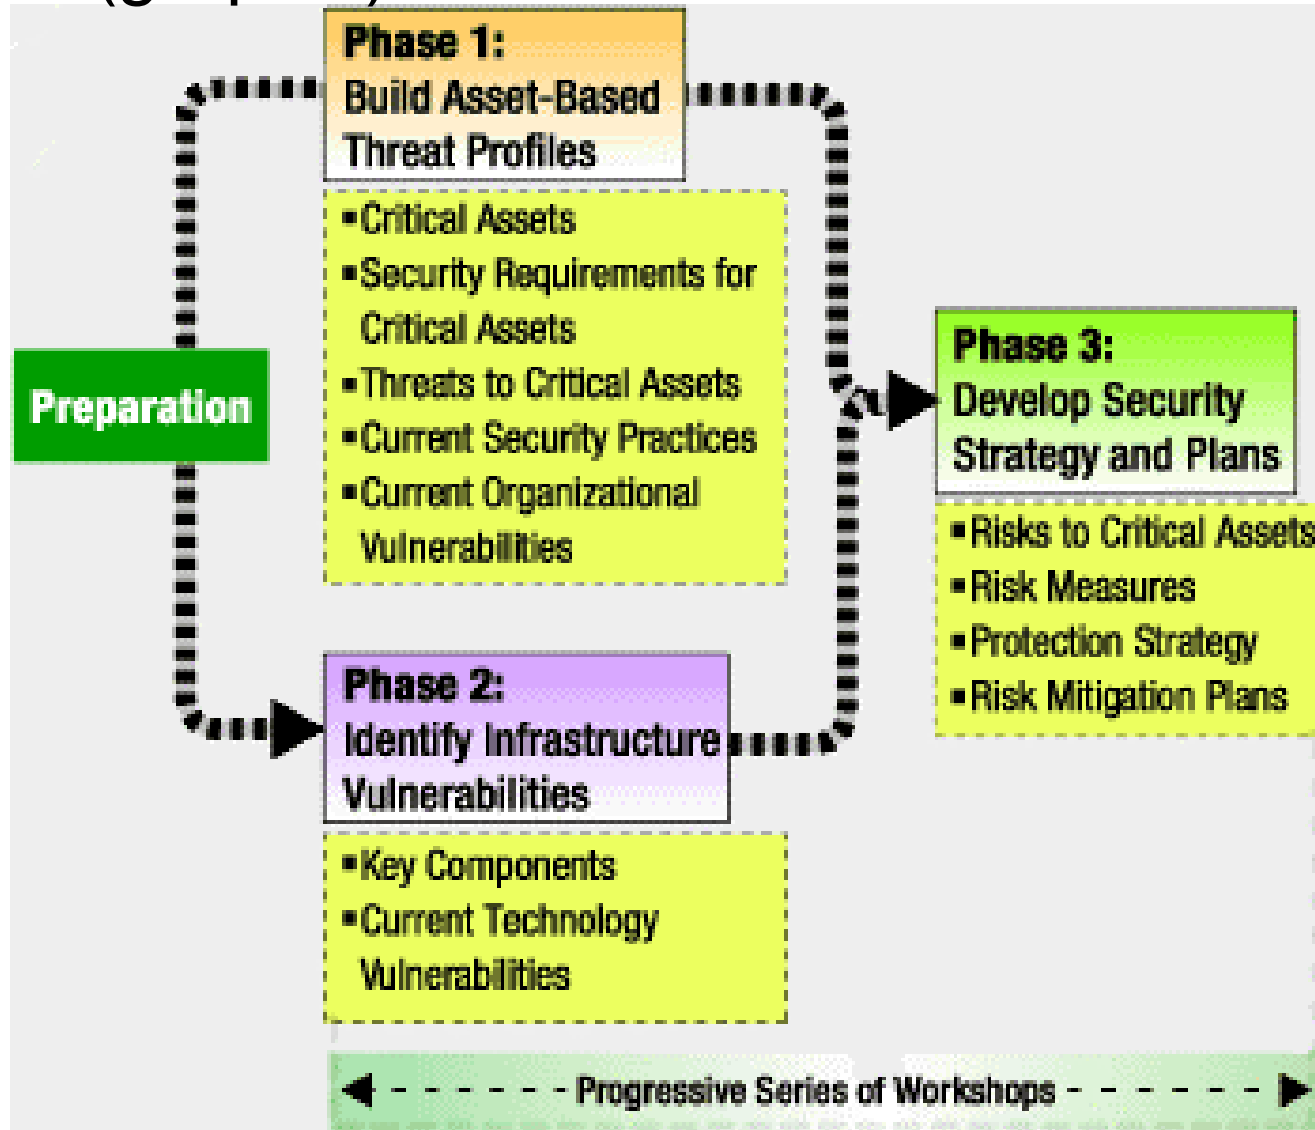 Phase 1:
Build Asset-Based
Threat Profiles
▪Critical Assets
▪Security Requirements for
Critical Assets
▪Threats to Critical Assets
▪Current Security Practices
▪Current Organizational
Vulnerabilities
Preparation
Phase 2:
Identify Infrastructure
Vulnerabilities
▪Key Components
▪Current Technology
Vulnerabilities
Phase 3:
Develop Security
Strategy and Plans
▪Risks to Critical Assets
▪Risk Measures
▪Protection Strategy
▪Risk Mitigation Plans
Progressive Series of Workshops